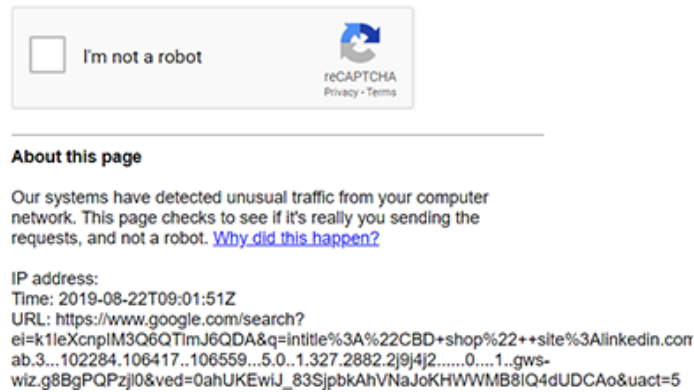 I'm not a robot
reCAPTCHA
Privacy - Terms
About this page
Our systems have detected unusual traffic from your computer
network. This page checks to see if it's really you sending the
requests, and not a robot. Why did this happen?
IP address:
Time: 2019-08-22T09:01:51Z
URL: https://www.google.com/search?
ei=k1leXcnpIM3Q6QTlmJ6QDA&q=intitle%3A%22CBD+shop%22++site%3Alinkedin.com
ab.3...102284.106417..106559...5.0..1.327.2882.2j9j4j2......0....1..gws-
wiz.g8BgPQPzjI0&ved=0ahUKEwiJ_83SjpbkAhVNaJoKHWWMB8IQ4dUDCAo&uact=5